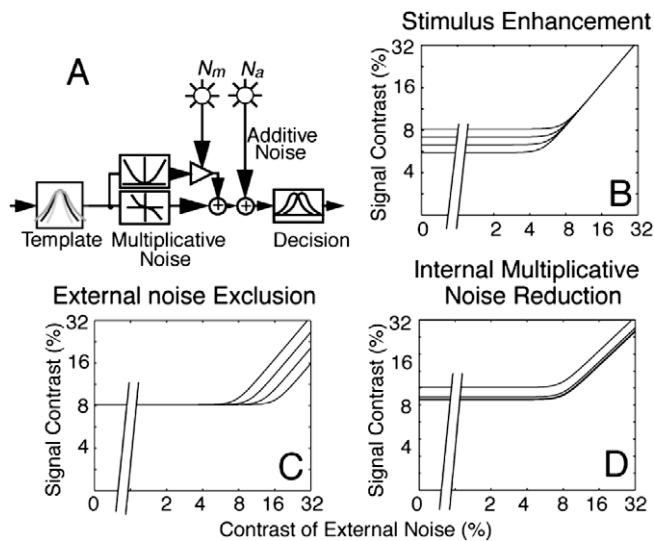 A
N_m
N_a
Additive
Noise
Template
Multiplicative
Noise
Decision
Stimulus Enhancement
Signal Contrast (%)
32
16
8
4
0 2 4 8 16 32
B
External noise Exclusion
Signal Contrast (%)
32
16
8
4
0 2 4 8 16 32
C
Internal Multiplicative
Noise Reduction
Signal Contrast (%)
32
16
8
4
0 2 4 8 16 32
D
Contrast of External Noise (%)